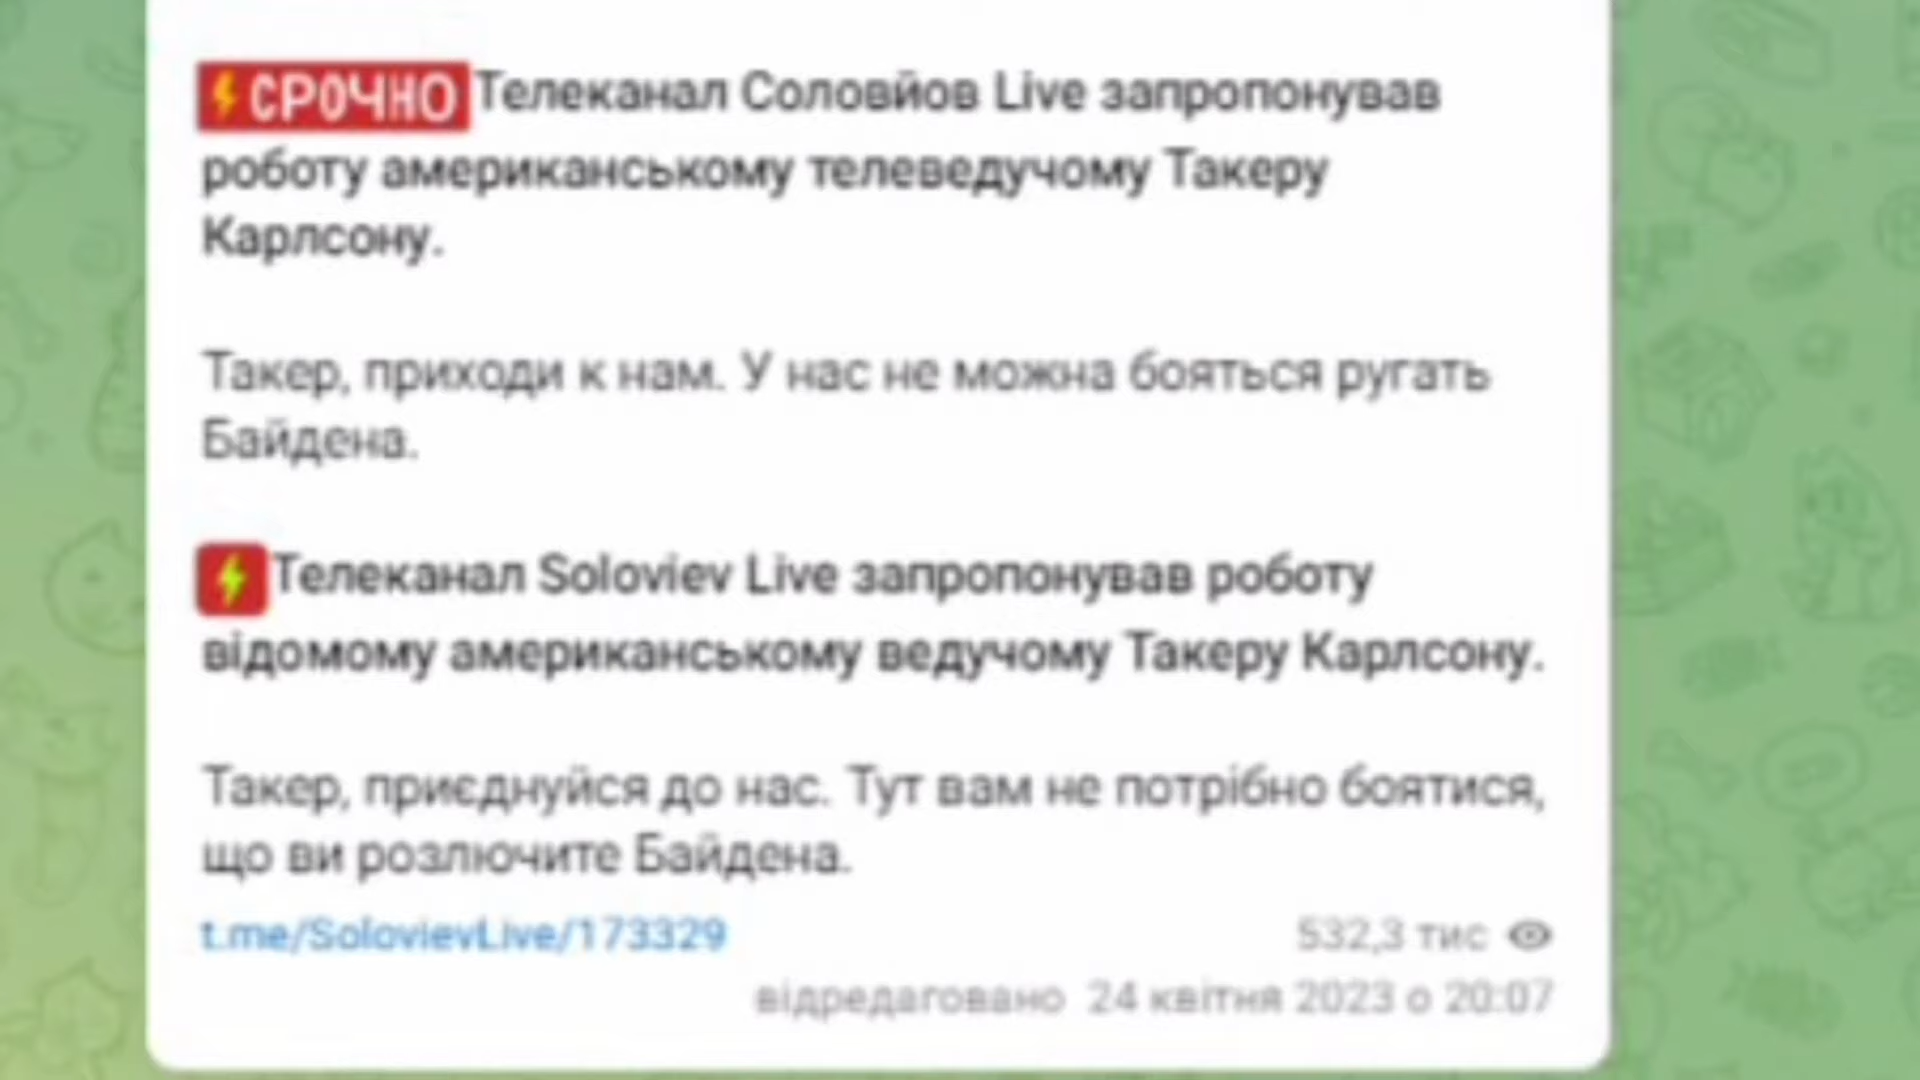 СРОЧНО Телеканал Соловйов Live запропонував
роботу американському телеведучому Такеру
Карлсону.
Такер, приходи к нам. У нас не можна бояться ругать
Байдена.
Телеканал Soloviev Live запропонував роботу
відомому американському ведучому Такеру Карлсону.
Такер, приєднуйся до нас. Тут вам не потрібно боятися,
що ви розлючите Байдена.
t.me/SolovievLive/173329 532,3 тис
відредаговано 24 квітня 2023 о 20:07